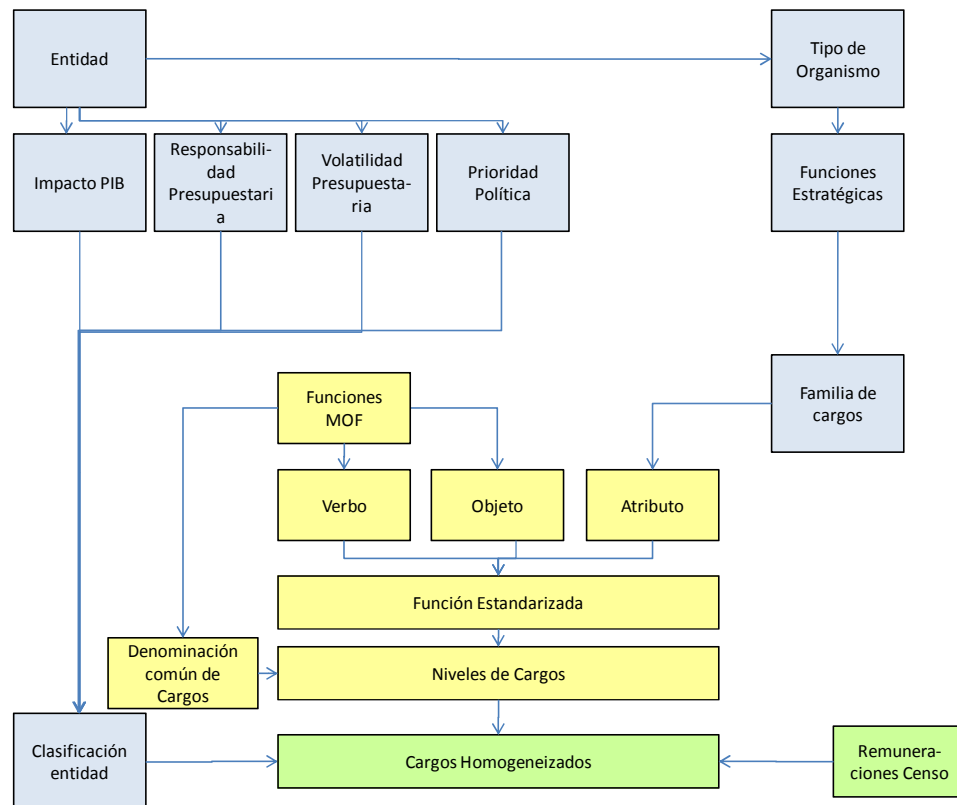 Entidad
Tipo de
Organismo
Impacto PIB
Responsabili-
dad
Presupuestari
a
Volatilidad
Presupuesta-
ria
Prioridad
Política
Funciones
Estratégicas
Funciones
MOF
Familia de
cargos
Verbo
Objeto
Atributo
Función Estandarizada
Denominación
común de
Cargos
Niveles de Cargos
Clasificación
entidad
Cargos Homogeneizados
Remunera-
ciones Censo